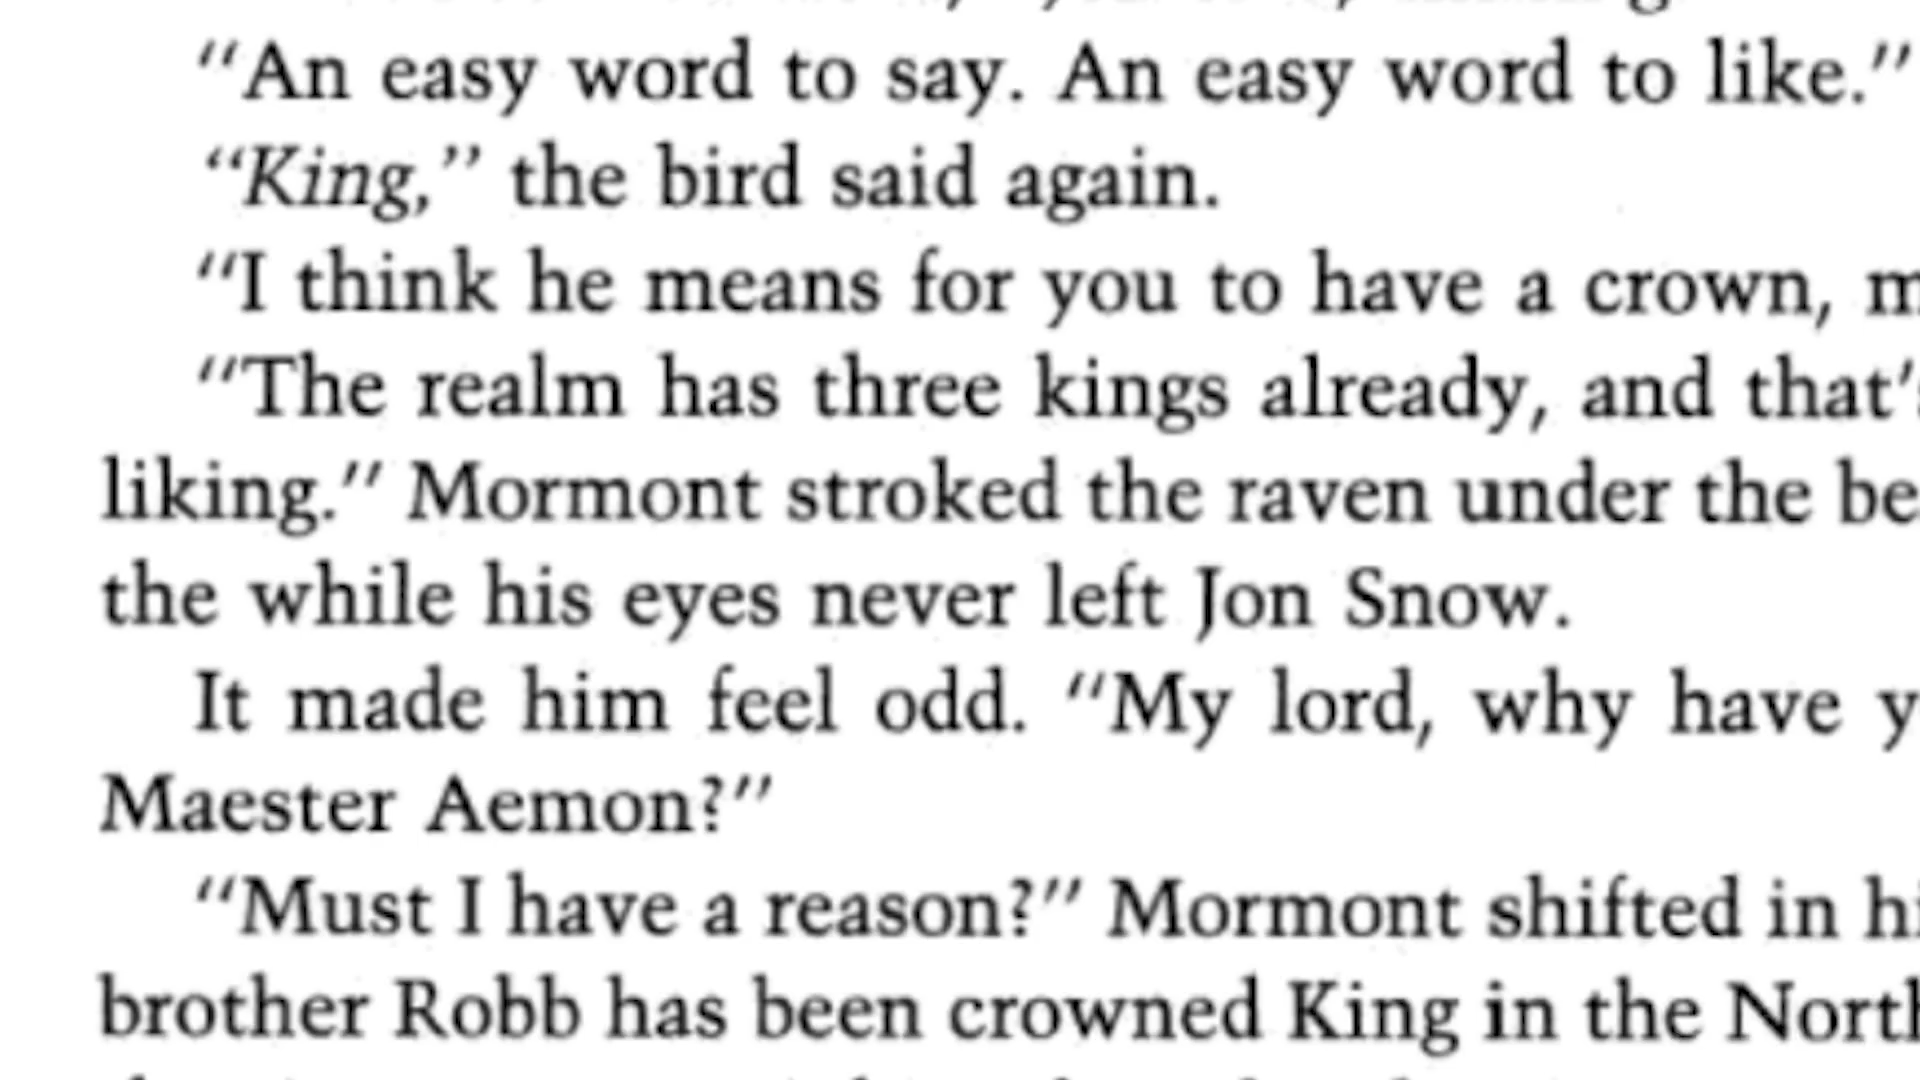 "An easy word to say. An easy word to like."
"King," the bird said again.
"I think he means for you to have a crown,
"The realm has three kings already, and that's
liking." Mormont stroked the raven under the
the while his eyes never left Jon Snow.
It made him feel odd. "My lord, why have
Maester Aemon?"
"Must I have a reason?" Mormont shifted in
brother Robb has been crowned King in the North